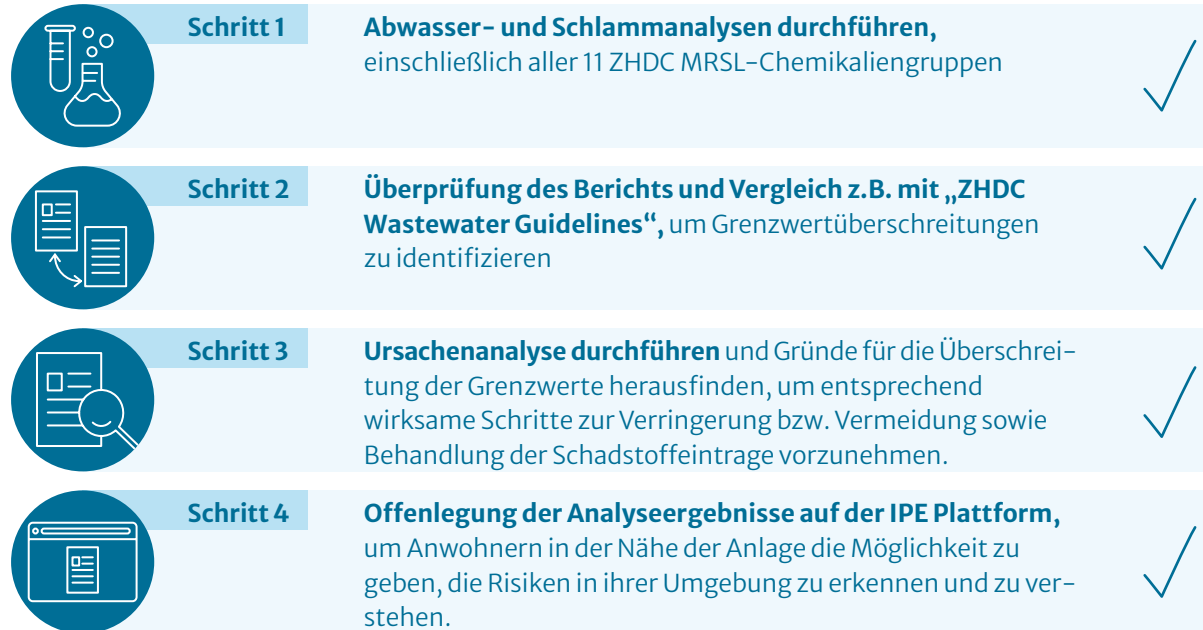 Schritt 1
Abwasser- und Schlammanalysen durchführen,
einschließlich aller 11 ZHDC MRSL-Chemikaliengruppen
Schritt 2
Überprüfung des Berichts und Vergleich z.B. mit „ZHDC
Wastewater Guidelines“, um Grenzwertüberschreitungen
zu identifizieren
Schritt 3
Ursachenanalyse durchführen und Gründe für die Überschrei-
tung der Grenzwerte herausfinden, um entsprechend
wirksame Schritte zur Verringerung bzw. Vermeidung sowie
Behandlung der Schadstoffeintrage vorzunehmen.
Schritt 4
Offenlegung der Analyseergebnisse auf der IPE Plattform,
um Anwohnern in der Nähe der Anlage die Möglichkeit zu
geben, die Risiken in ihrer Umgebung zu erkennen und zu ver-
stehen.